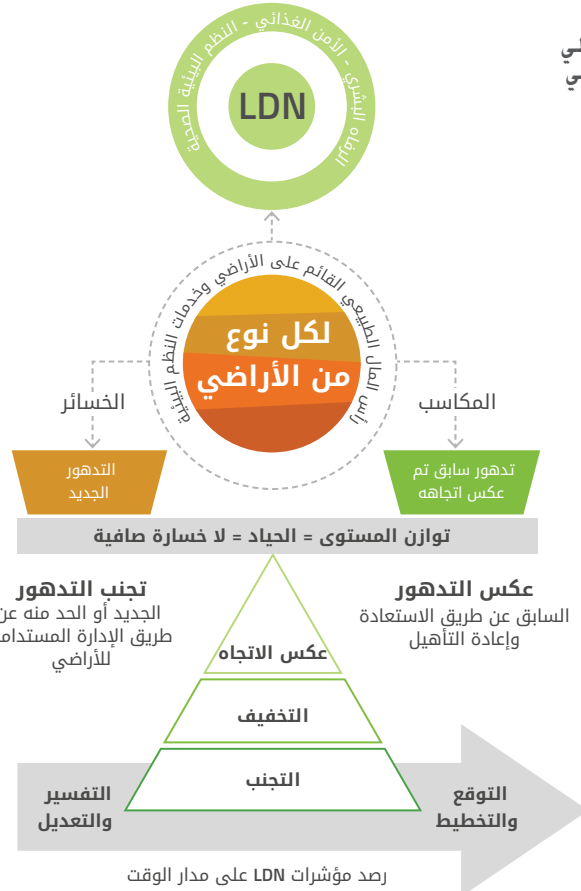 الرفاه البشري - الأمن الغذائي - النظم البيئية الصحية
LDN
رأس المال الطبيعي القائم على الأراضي وخدمات النظم البيئية
لكل نوع
من الأراضي
المكاسب
الخسائر
تدهور سابق تم
عكس اتجاهه
التدهور
الجديد
توازن المستوى = الحياد = لا خسارة صافية
عكس التدهور
السابق عن طريق الاستعادة
وإعادة التأهيل
تجنب التدهور
الجديد أو الحد منه عن
طريق الإدارة المستدامة
للأراضي
عكس الاتجاه
التخفيف
التجنب
التوقع
والتخطيط
التفسير
والتعديل
رصد مؤشرات LDN على مدار الوقت